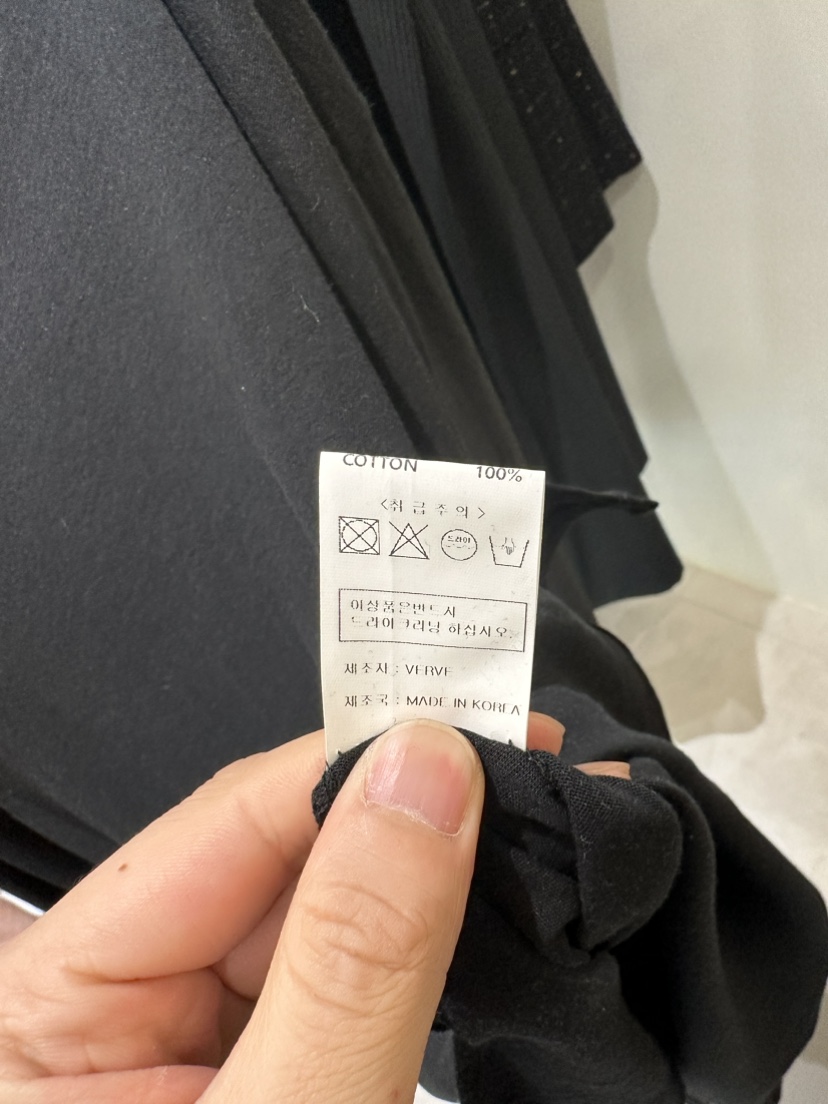 COTTON 100%
<취 급 주 의>
드라이
이상품은반드시
드라이크리닝 하십시오.
제조자 : VERVE
제조국 : MADE IN KOREA